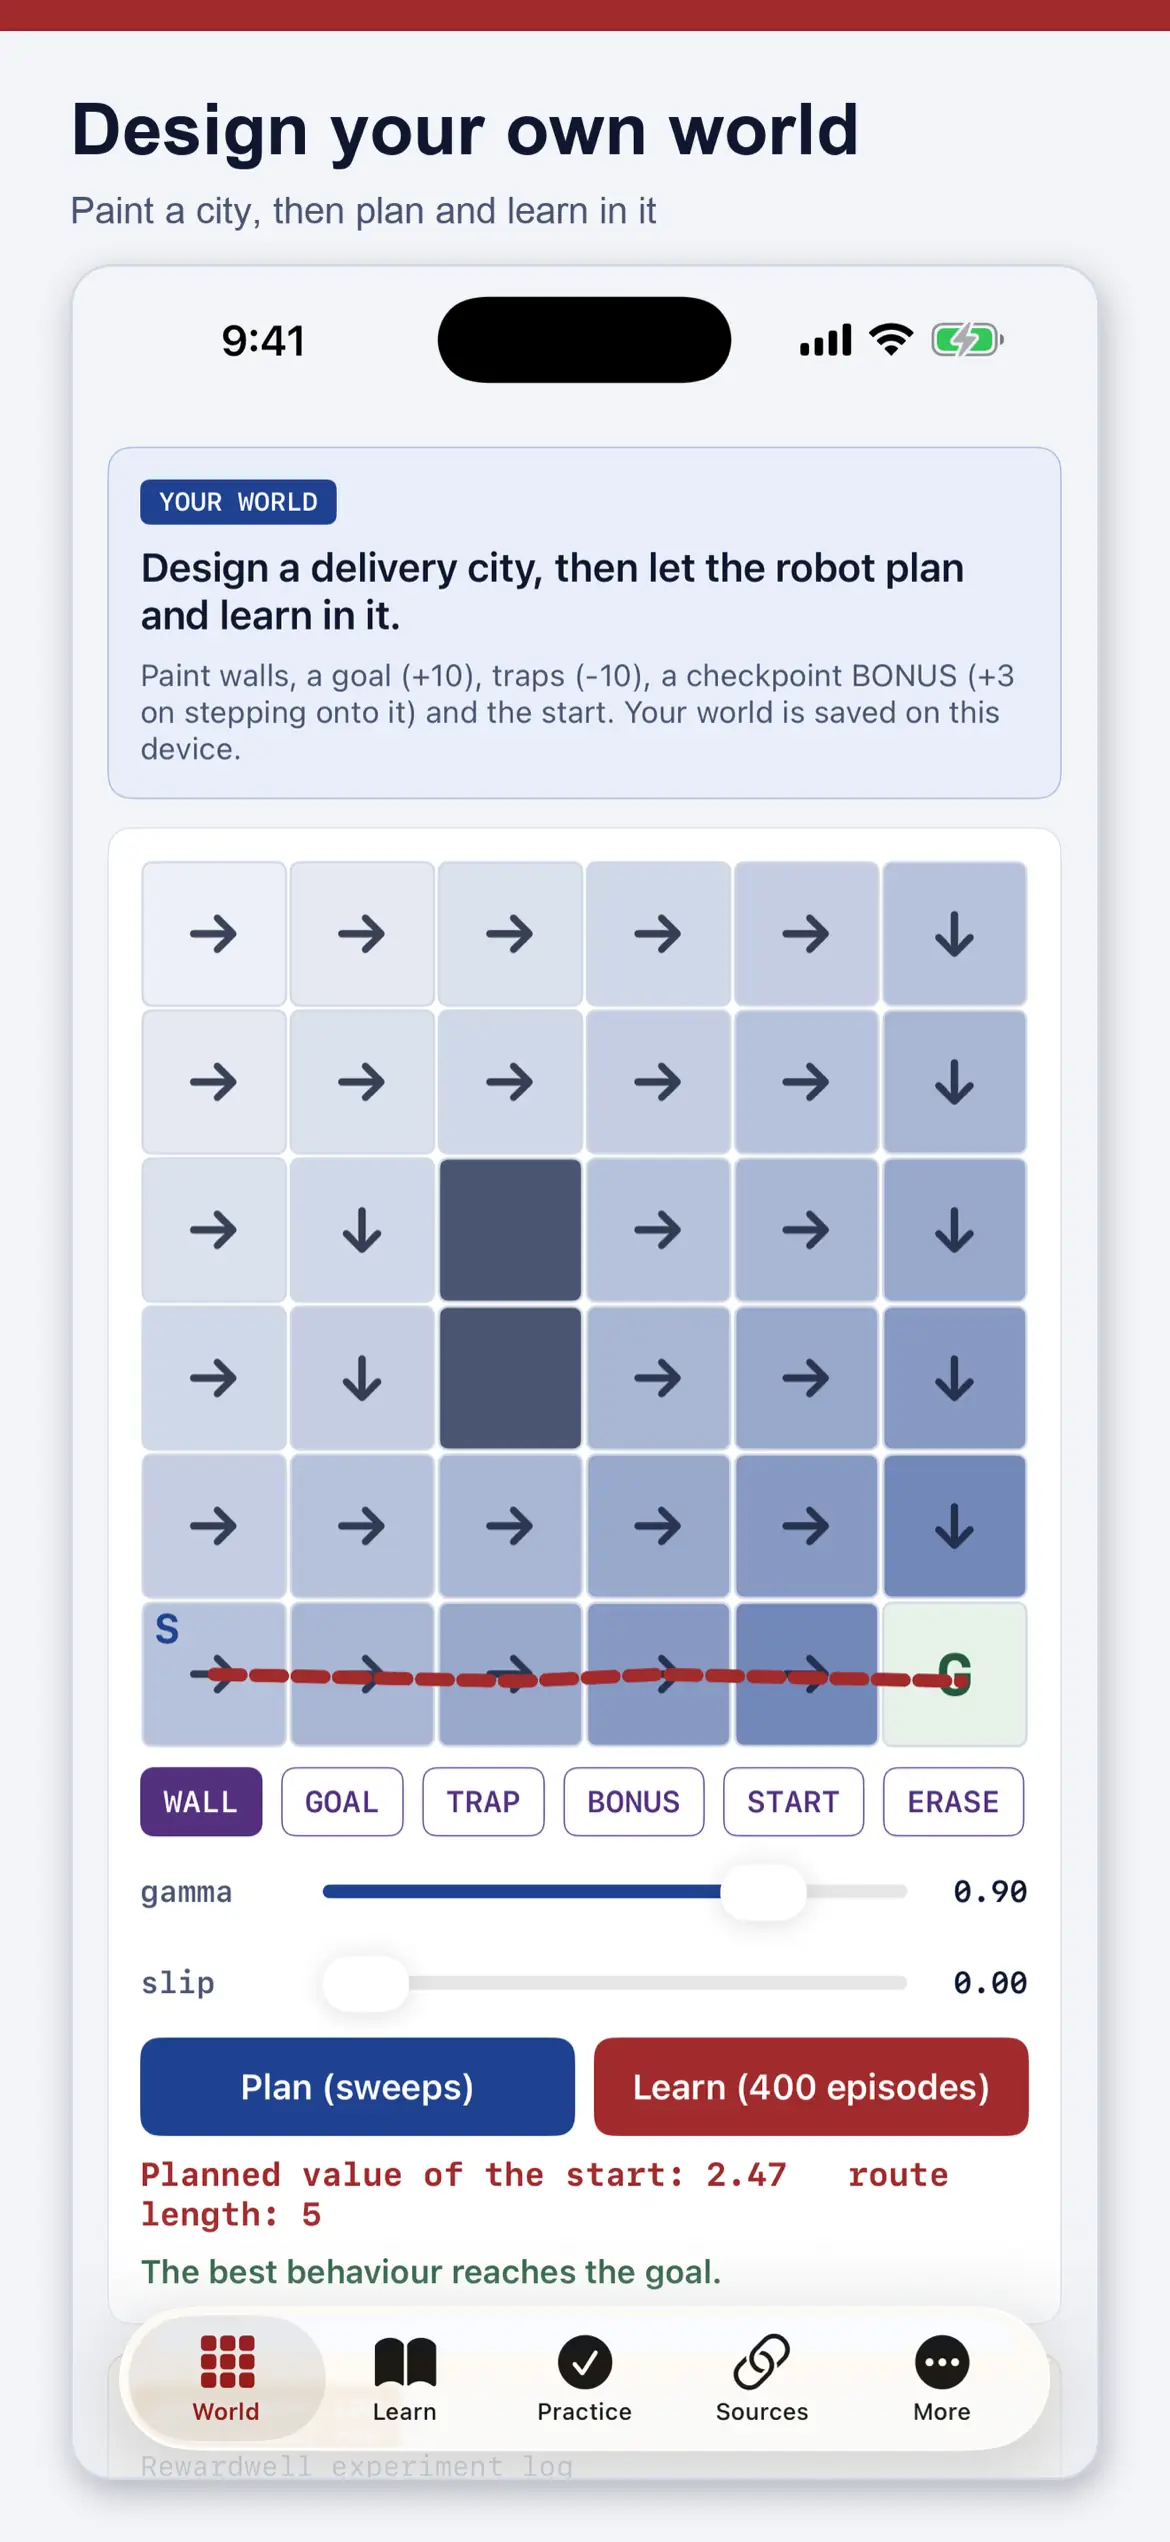 Design your own world
Paint a city, then plan and learn in it
9:41
YOUR WORLD
Design a delivery city, then let the robot plan
and learn in it.
Paint walls, a goal (+10), traps (-10), a checkpoint BONUS (+3
on stepping onto it) and the start. Your world is saved on this
device.
S
G
WALL GOAL TRAP BONUS START ERASE
gamma 0.90
slip 0.00
Plan (sweeps) Learn (400 episodes)
Planned value of the start: 2.47 route
length: 5
The best behaviour reaches the goal.
World Learn Practice Sources More
Rewardwell experiment log